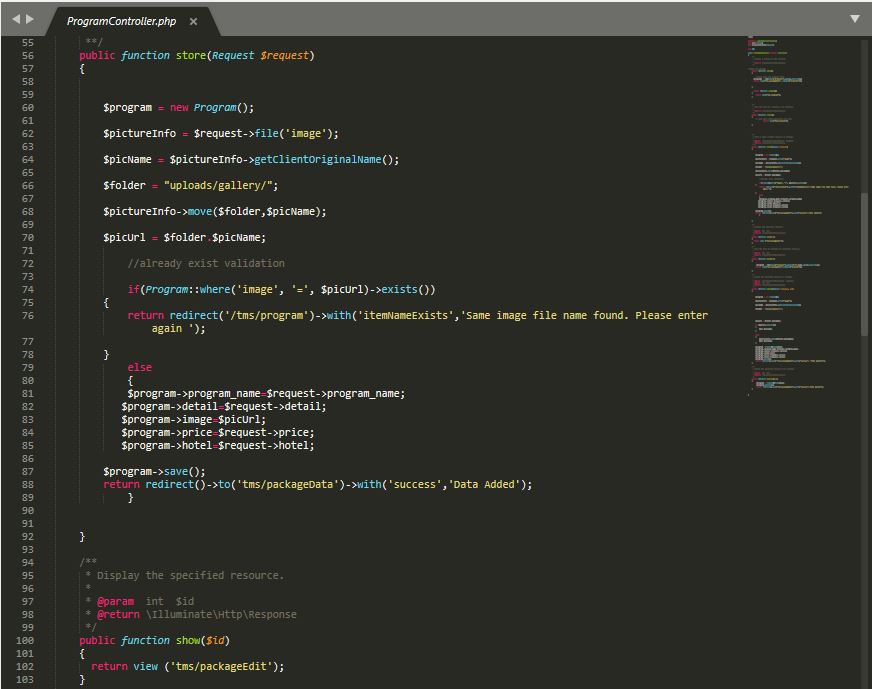 ProgramController.php ×
55 **/
56 public function store(Request $request)
57 {
58
59
60 $program = new Program();
61
62 $pictureInfo = $request->file('image');
63
64 $picName = $pictureInfo->getClientOriginalName();
65
66 $folder = "uploads/gallery/";
67
68 $pictureInfo->move($folder,$picName);
69
70 $picUrl = $folder.$picName;
71
72 //already exist validation
73
74 if(Program::where('image', '=', $picUrl)->exists())
75 {
76 return redirect('/tms/program')->with('itemNameExists','Same image file name found. Please enter
again ');
77
78 }
79 else
80 {
81 $program->program_name=$request->program_name;
82 $program->detail=$request->detail;
83 $program->image=$picUrl;
84 $program->price=$request->price;
85 $program->hotel=$request->hotel;
86
87 $program->save();
88 return redirect()->to('tms/packageData')->with('success','Data Added');
89 }
90
91
92 }
93
94 /**
95 * Display the specified resource.
96 *
97 * @param  int  $id
98 * @return \Illuminate\Http\Response
99 */
100 public function show($id)
101 {
102 return view ('tms/packageEdit');
103 }